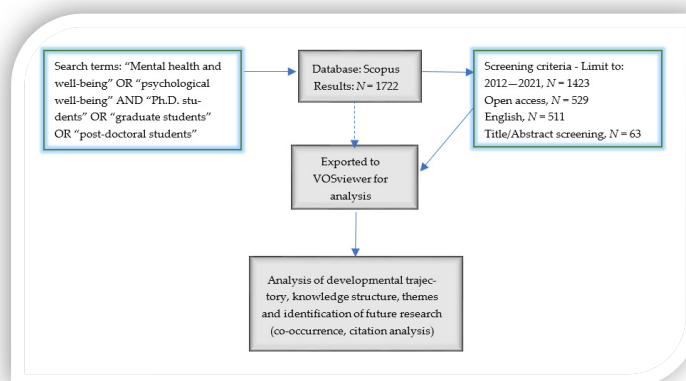 Search terms: “Mental health and
well-being” OR “psychological
well-being” AND “Ph.D. stu-
dents” OR “graduate students”
OR “post-doctoral students”
Database: Scopus
Results: N = 1722
Screening criteria - Limit to:
2012—2021, N = 1423
Open access, N = 529
English, N = 511
Title/Abstract screening, N = 63
Exported to
VOSviewer for
analysis
Analysis of developmental trajec-
tory, knowledge structure, themes
and identification of future research
(co-occurrence, citation analysis)